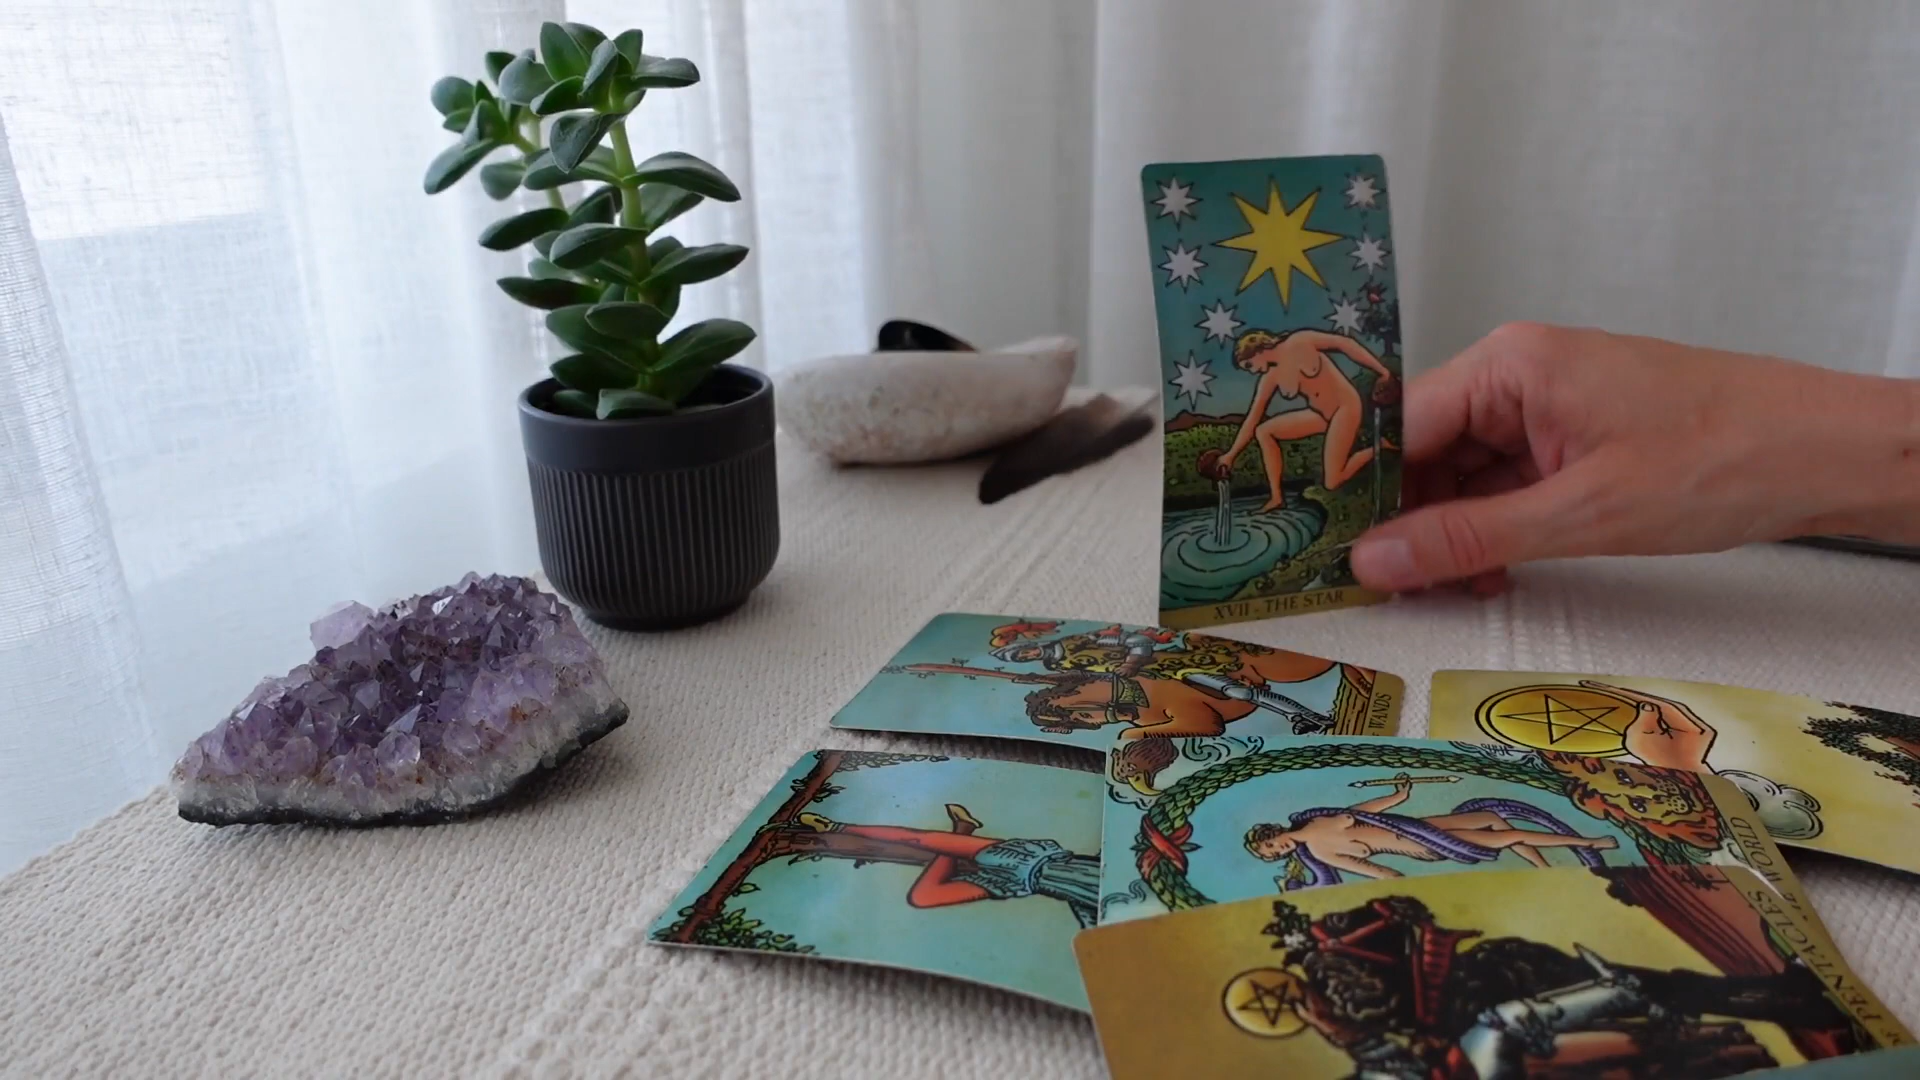 XVII - THE STAR
WANDS
WORLD
PENTACLES